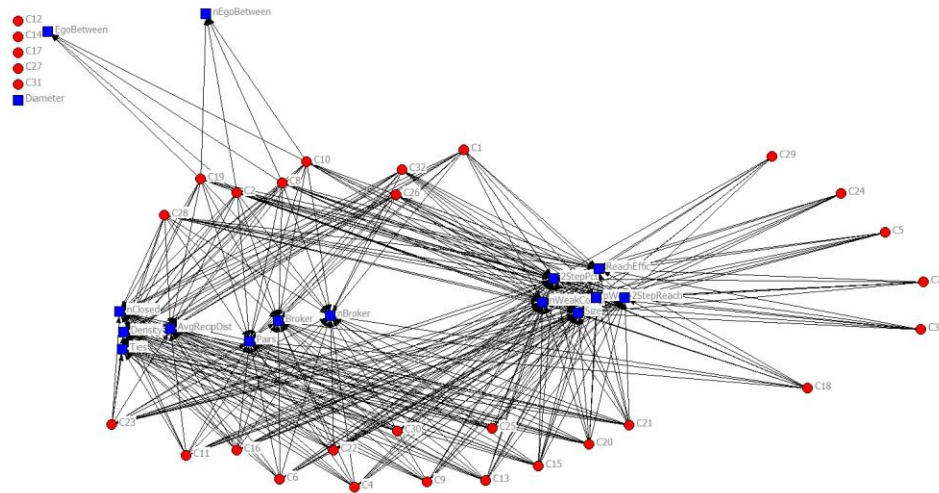 C12
C14
EgoBetween
nEgoBetween
C17
C27
C31
Diameter
C1
C29
C10
C32
C19
C2
C8
C26
C24
C28
C5
ReachEffic
2StepPct
nWeakCo
2StepReach
Size
nClosed
Density
AvgRecipDist
Broker
nBroker
Pairs
Ties
C18
C23
C30
C25
C21
C11
C16
C22
C20
C6
C4
C9
C13
C15